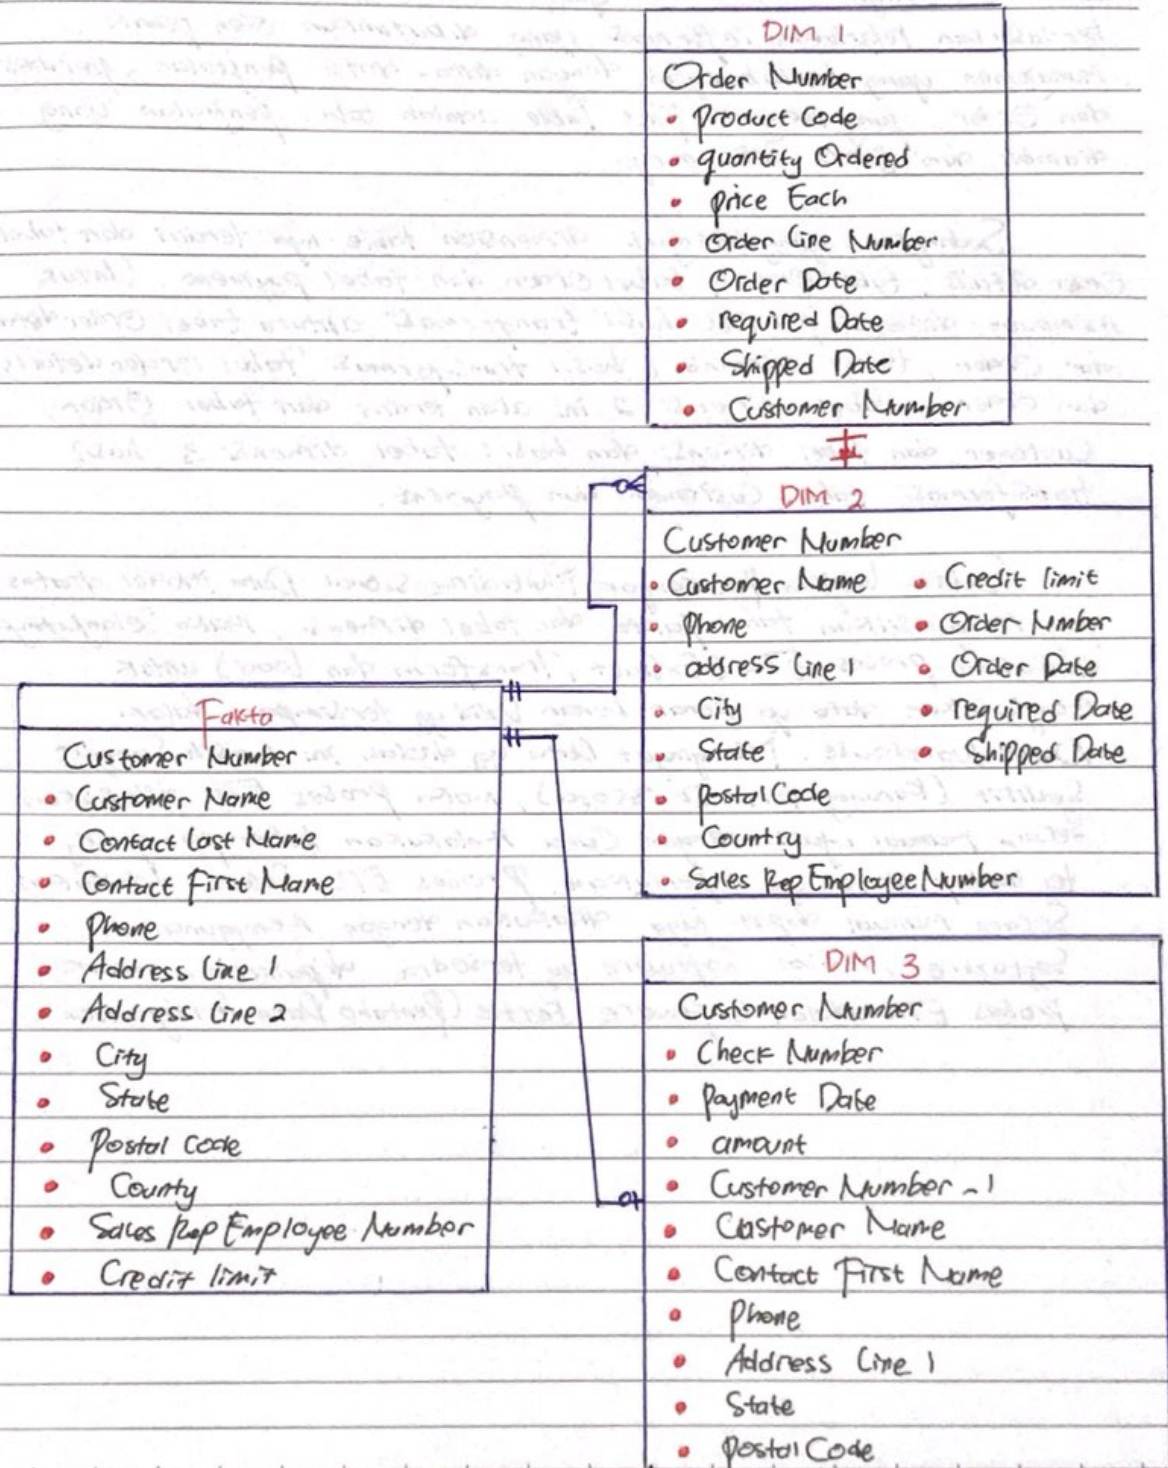 DIM 1
Order Number
• Product Code
• quantity Ordered
• price Each
• Order Line Number
• Order Date
• required Date
• Shipped Date
• Customer Number
DIM 2
Customer Number
• Customer Name • Credit limit
• Phone • Order Number
• address Line 1 • Order Date
• City • required Date
• State • Shipped Date
• Postal Code
• Country
• Sales Rep Employee Number
Fakta
Customer Number
• Customer Name
• Contact Last Name
• Contact First Name
• Phone
• Address Line 1
• Address Line 2
• City
• State
• Postal Code
• County
• Sales Rep Employee Number
• Credit limit
DIM 3
Customer Number
• Check Number
• Payment Date
• amount
• Customer Number - 1
• Customer Name
• Contact First Name
• Phone
• Address Line 1
• State
• Postal Code